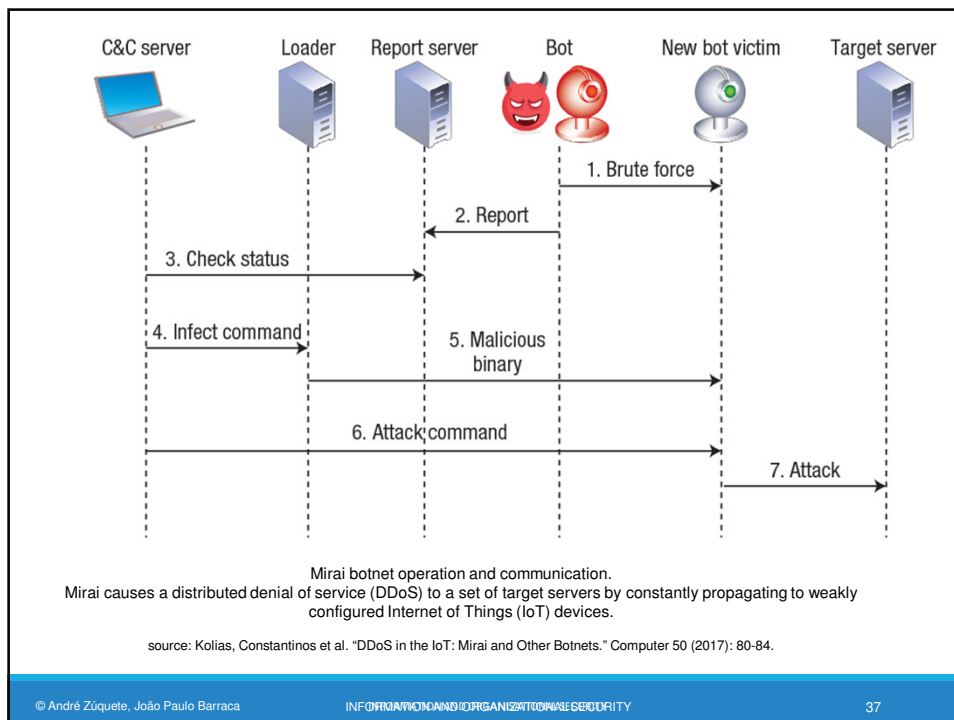 C&C server Loader Report server Bot New bot victim Target server
1. Brute force
2. Report
3. Check status
4. Infect command
5. Malicious
binary
6. Attack command
7. Attack
Mirai botnet operation and communication.
Mirai causes a distributed denial of service (DDoS) to a set of target servers by constantly propagating to weakly
configured Internet of Things (IoT) devices.
source: Kolias, Constantinos et al. “DDoS in the IoT: Mirai and Other Botnets.” Computer 50 (2017): 80-84.
© André Zúquete, João Paulo Barraca INFORMATION AND ORGANIZATIONAL SECURITY 37